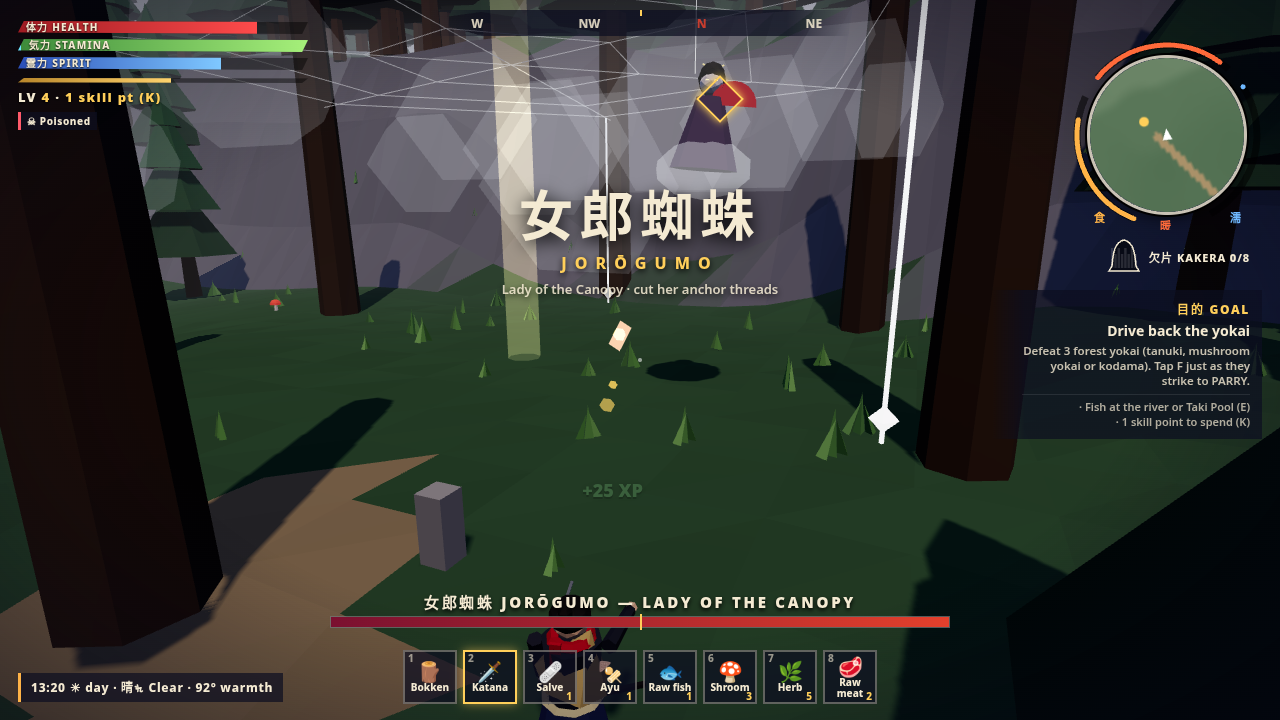 体力 HEALTH
気力 STAMINA
霊力 SPIRIT
LV 4 · 1 skill pt (K)
☠ Poisoned
W NW N NE
女郎蜘蛛
JORŌGUMO
Lady of the Canopy · cut her anchor threads
食 暖 濡
欠片 KAKERA 0/8
目的 GOAL
Drive back the yokai
Defeat 3 forest yokai (tanuki, mushroom
yokai or kodama). Tap F just as they
strike to PARRY.
· Fish at the river or Taki Pool (E)
· 1 skill point to spend (K)
+25 XP
女郎蜘蛛 JORŌGUMO — LADY OF THE CANOPY
13:20 ☀ day · 晴れ Clear · 92° warmth
1 Bokken
2 Katana
3 Salve 1
4 Ayu 1
5 Raw fish 1
6 Shroom 3
7 Herb 5
8 Raw meat 2